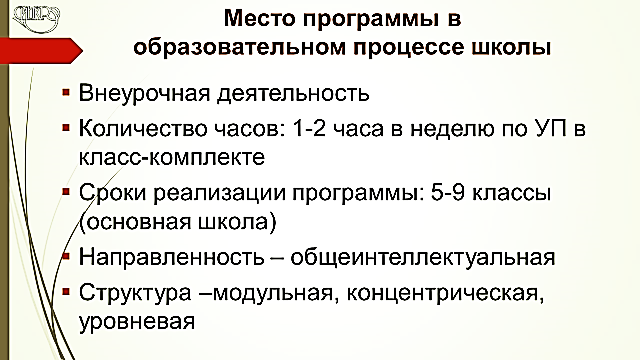 Место программы в
образовательном процессе школы
Внеурочная деятельность
Количество часов: 1-2 часа в неделю по УП в
класс-комплекте
Сроки реализации программы: 5-9 классы
(основная школа)
Направленность – общеинтеллектуальная
Структура –модульная, концентрическая,
уровневая